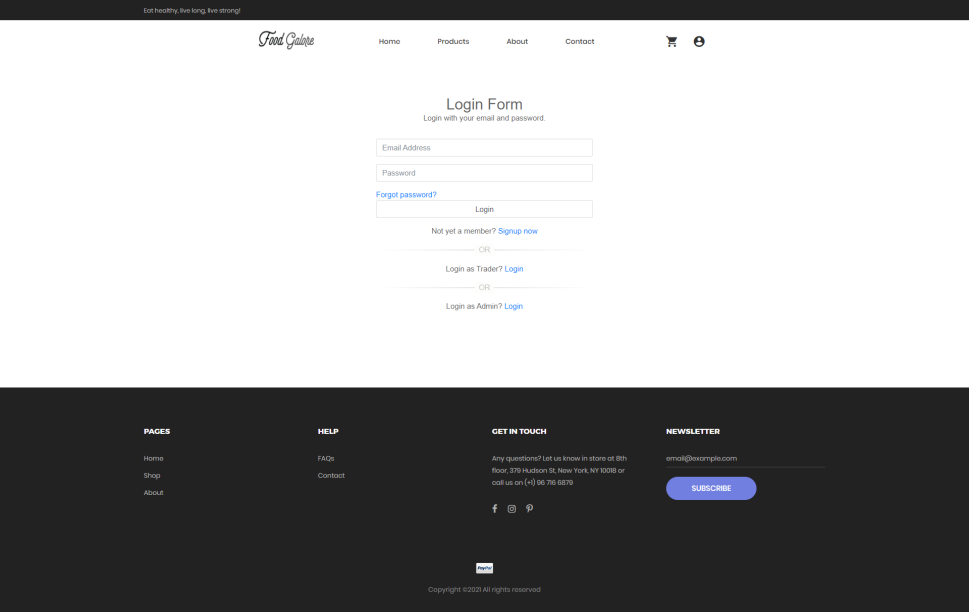 Eat healthy, live long, live strong!
Food Galore
Home Products About Contact
Login Form
Login with your email and password.
Email Address
Password
Forgot password?
Login
Not yet a member? Signup now
OR
Login as Trader? Login
OR
Login as Admin? Login
PAGES
Home
Shop
About
HELP
FAQs
Contact
GET IN TOUCH
Any questions? Let us know in store at 8th
floor, 379 Hudson St, New York, NY 10018 or
call us on (+1) 96 716 6879
NEWSLETTER
email@example.com
SUBSCRIBE
PayPal
Copyright ©2021 All rights reserved